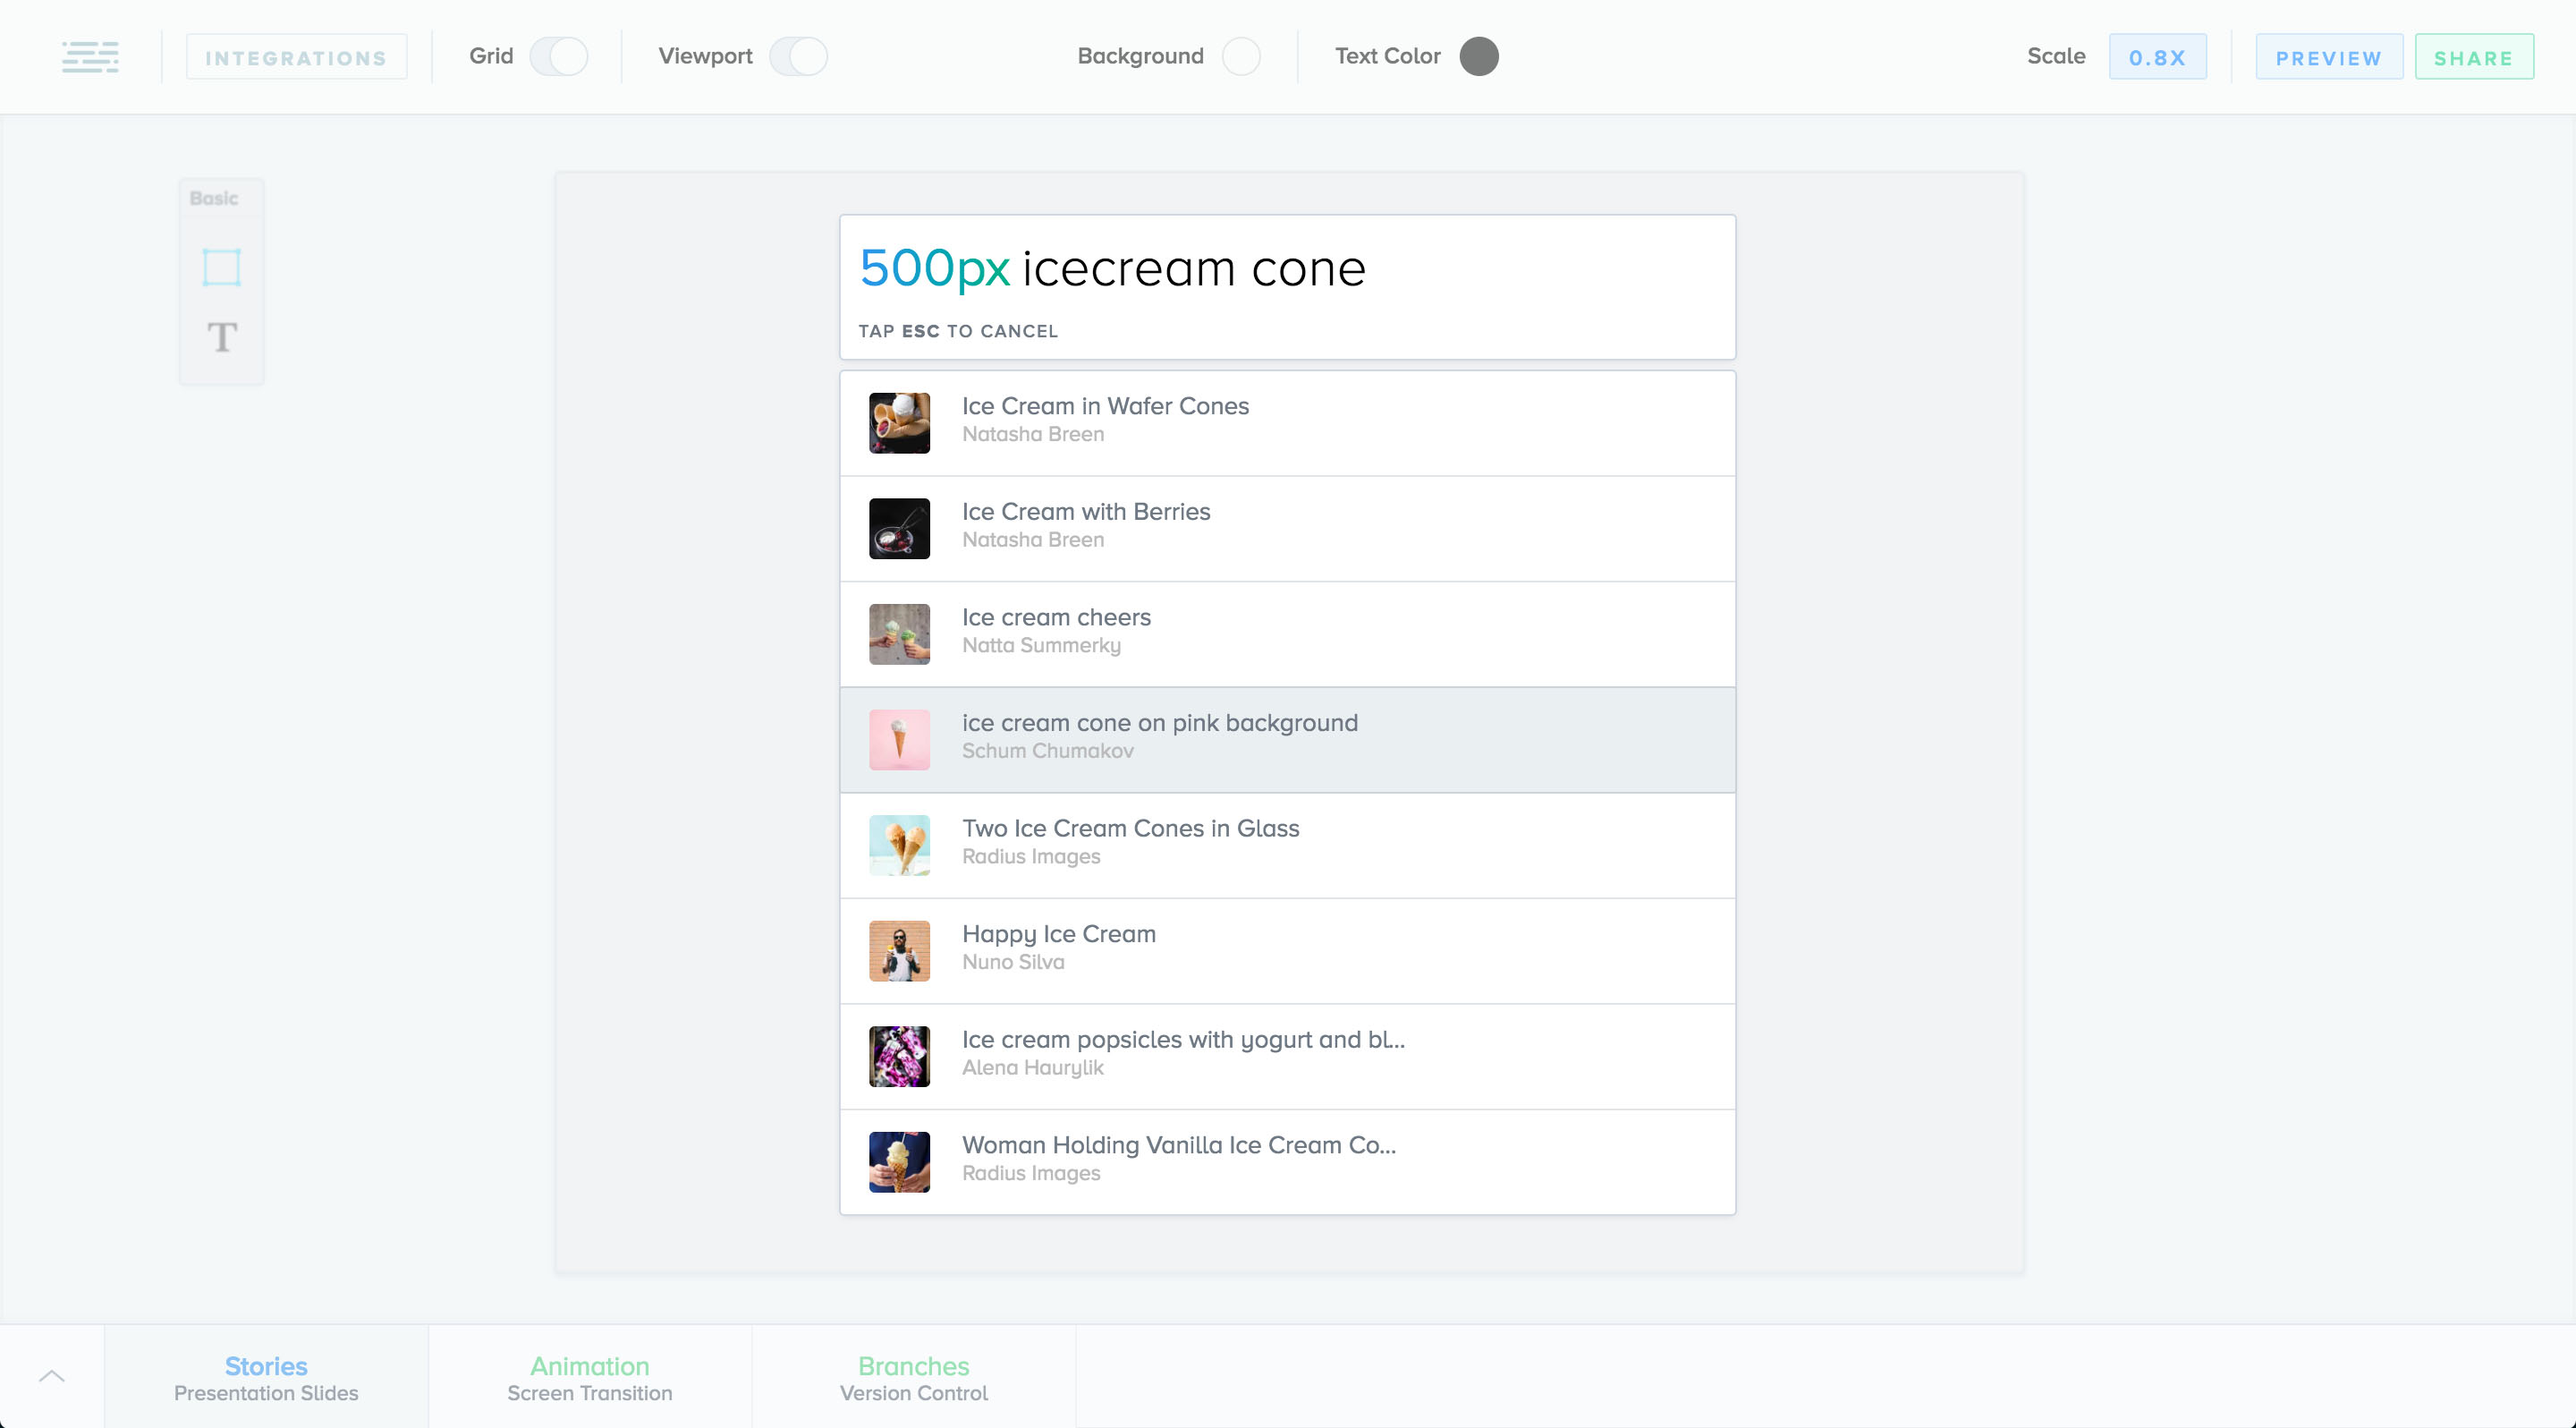 INTEGRATIONS Grid Viewport Background Text Color Scale 0.8X PREVIEW SHARE
Basic
T
500px icecream cone
TAP ESC TO CANCEL
Ice Cream in Wafer Cones
Natasha Breen
Ice Cream with Berries
Natasha Breen
Ice cream cheers
Natta Summerky
ice cream cone on pink background
Schum Chumakov
Two Ice Cream Cones in Glass
Radius Images
Happy Ice Cream
Nuno Silva
Ice cream popsicles with yogurt and bl...
Alena Haurylik
Woman Holding Vanilla Ice Cream Co...
Radius Images
Stories Animation Branches
Presentation Slides Screen Transition Version Control